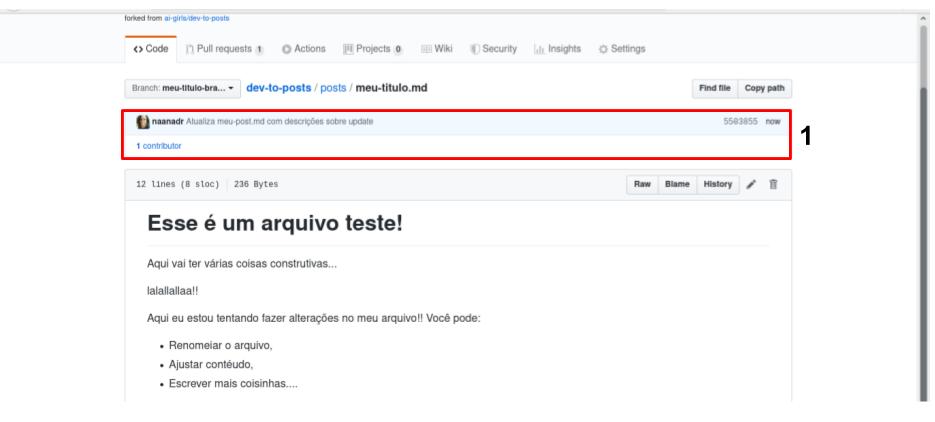 forked from ai-girls/dev-to-posts
<> Code Pull requests 1 Actions Projects 0 Wiki Security Insights Settings
Branch: meu-titulo-bra... dev-to-posts / posts / meu-titulo.md Find file Copy path
naanadr Atualiza meu-post.md com descrições sobre update 5503855 now
1
1 contributor
12 lines (8 sloc) 236 Bytes Raw Blame History
Esse é um arquivo teste!
Aqui vai ter várias coisas construtivas...
lalallallaa!!
Aqui eu estou tentando fazer alterações no meu arquivo!! Você pode:
• Renomeiar o arquivo,
• Ajustar contéudo,
• Escrever mais coisinhas....